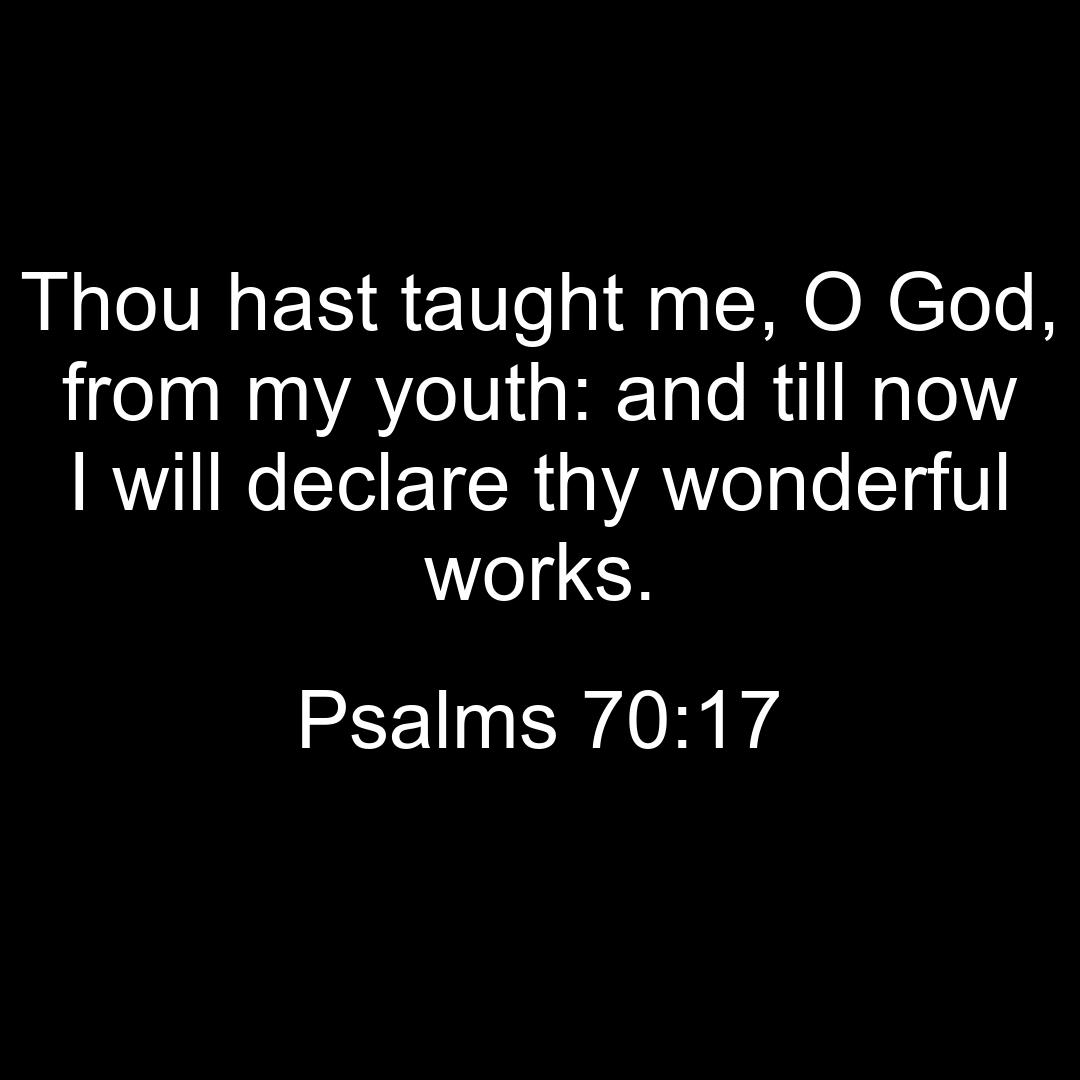 Thou hast taught me, O God,
from my youth: and till now
I will declare thy wonderful
works.
Psalms 70:17